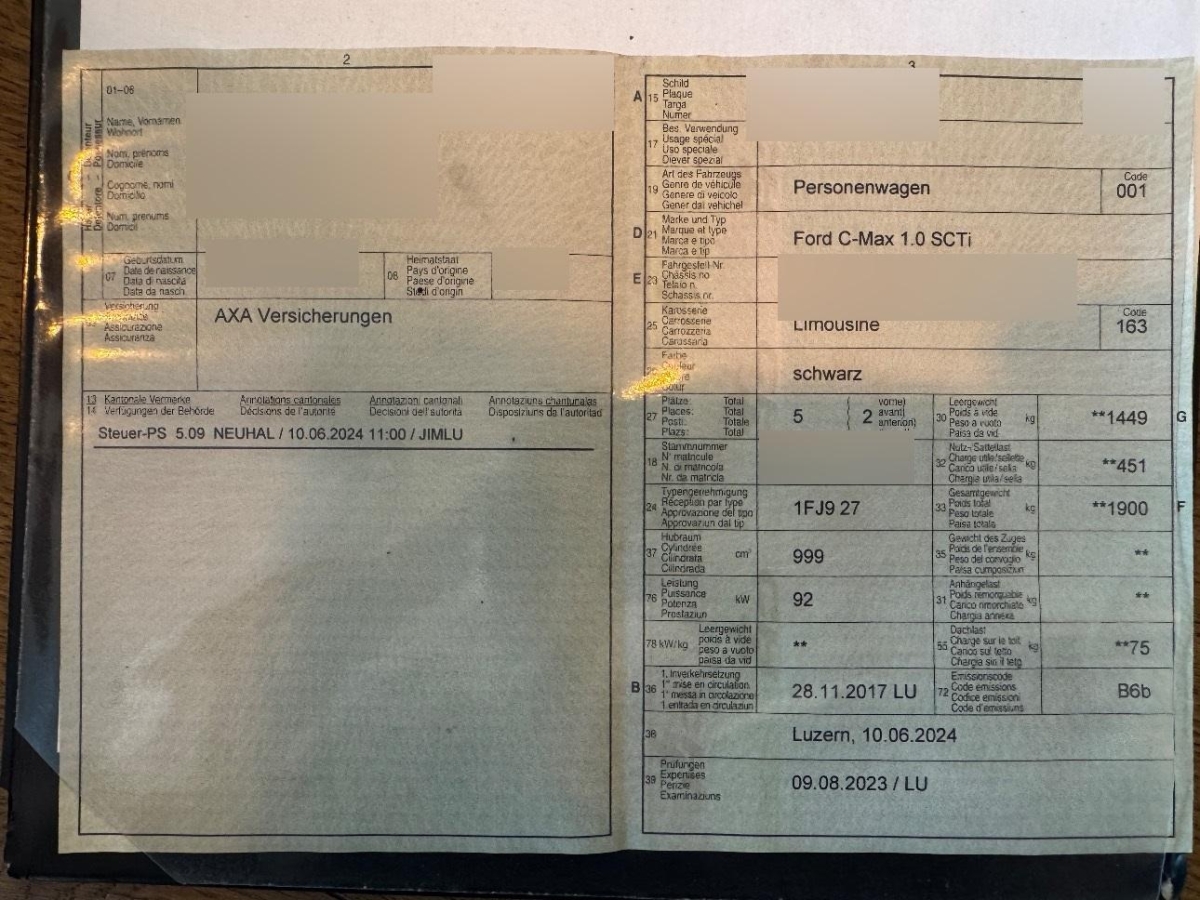 2
01-06
Name, Vornamen
Wohnort
Nom, prénoms
Domicile
Cognome, nomi
Domicilio
Num, prenums
Domicil
07
Geburtsdatum
Date de naissance
Data di nascita
Data da nasch.
08
Heimatstaat
Pays d'origine
Paese d'origine
Stadi d'origin
Versicherung
Assicurazione
Assicuranza
AXA Versicherungen
13 Kantonale Vermerke Annotations cantonales Annotazioni cantonali Annotaziuns chantunalas
14 Verfügungen der Behörde Décisions de l'autorité Decisioni dell'autorità Disposiziuns da l'autoritad
Steuer-PS 5.09 NEUHAL / 10.06.2024 11:00 / JIMLU
3
A 15
Schild
Plaque
Targa
Numer
17
Bes. Verwendung
Usage spécial
Uso speciale
Diever spezial
19
Art des Fahrzeugs
Genre de véhicule
Genere di veicolo
Gener dal vehichel
Personenwagen
Code
001
D 21
Marke und Typ
Marque et type
Marca e tipo
Marca e tip
Ford C-Max 1.0 SCTi
E 23
Fahrgestell-Nr.
Châssis no
Telaio n.
Schassis nr.
25
Karosserie
Carrosserie
Carrozzeria
Carossaria
Limousine
Code
163
Farbe
Couleur
schwarz
27
Plätze: Total
Places: Total
Posti: Totale
Plazs: Total
5 ( 2
vorne)
avant)
anteriori)
30
Leergewicht
Poids à vide
Peso a vuoto
Paisa da vid
kg
**1449
G
18
Stammnummer
N° matricule
N. di matricola
Nr. da matricla
32
Nutz-/Sattellast
Charge utile/sellette
Carico utile/sella
Chargia utila/sella
kg
**451
24
Typengenehmigung
Réception par type
Approvazione del tipo
Approvaziun dal tip
1FJ9 27
33
Gesamtgewicht
Poids total
Peso totale
Paisa totala
kg
**1900
F
37
Hubraum
Cylindrée
Cilindrata
Cilindrada
cm³
999
35
Gewicht des Zuges
Poids de l'ensemble
Peso del convoglio
Paisa cumposiziun
kg
**
76
Leistung
Puissance
Potenza
Prestaziun
kW
92
31
Anhängelast
Poids remorquable
Carico rimorchiato
Chargia annexa
kg
**
78 kW/kg
Leergewicht
poids à vide
peso a vuoto
paisa da vid
**
55
Dachlast
Charge sur le toit
Carico sul tetto
Chargia sin il tetg
kg
**75
B 36
1. Inverkehrsetzung
1re mise en circulation
1a messa in circolazione
1. entrada en circulaziun
28.11.2017 LU
72
Emissionscode
Code émissions
Codice emissioni
Code d'emissiuns
B6b
38
Luzern, 10.06.2024
39
Prüfungen
Expertises
Perizie
Examinaziuns
09.08.2023 / LU